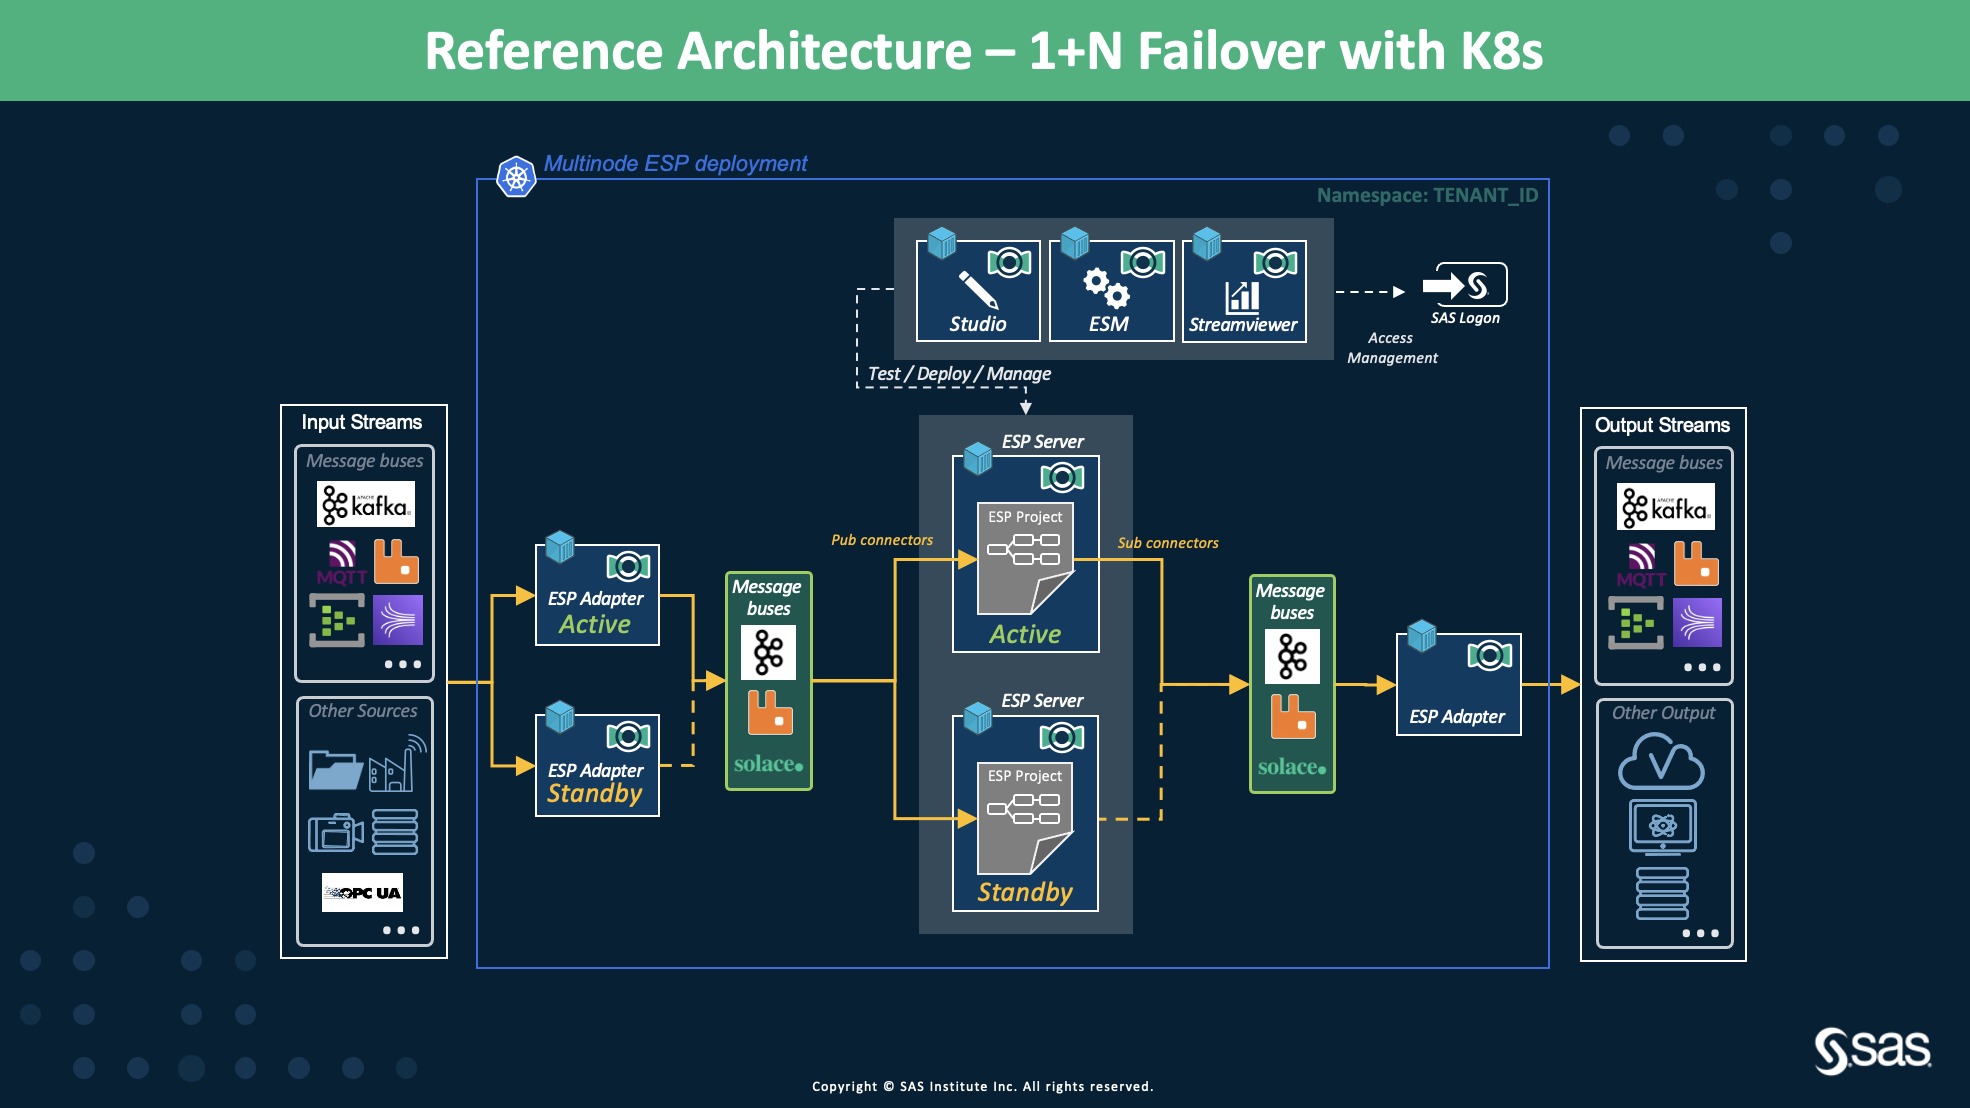 Reference Architecture – 1+N Failover with K8s
Multinode ESP deployment
Namespace: TENANT_ID
Studio
ESM
Streamviewer
SAS Logon
Access
Management
Test / Deploy / Manage
Input Streams
Message buses
APACHE
kafka
MQTT
Other Sources
OPC UA
ESP Adapter
Active
ESP Adapter
Standby
Message
buses
solace.
Pub connectors
ESP Server
ESP Project
Active
Sub connectors
ESP Server
ESP Project
Standby
Message
buses
solace.
ESP Adapter
Output Streams
Message buses
APACHE
kafka
MQTT
Other Output
sas
Copyright © SAS Institute Inc. All rights reserved.